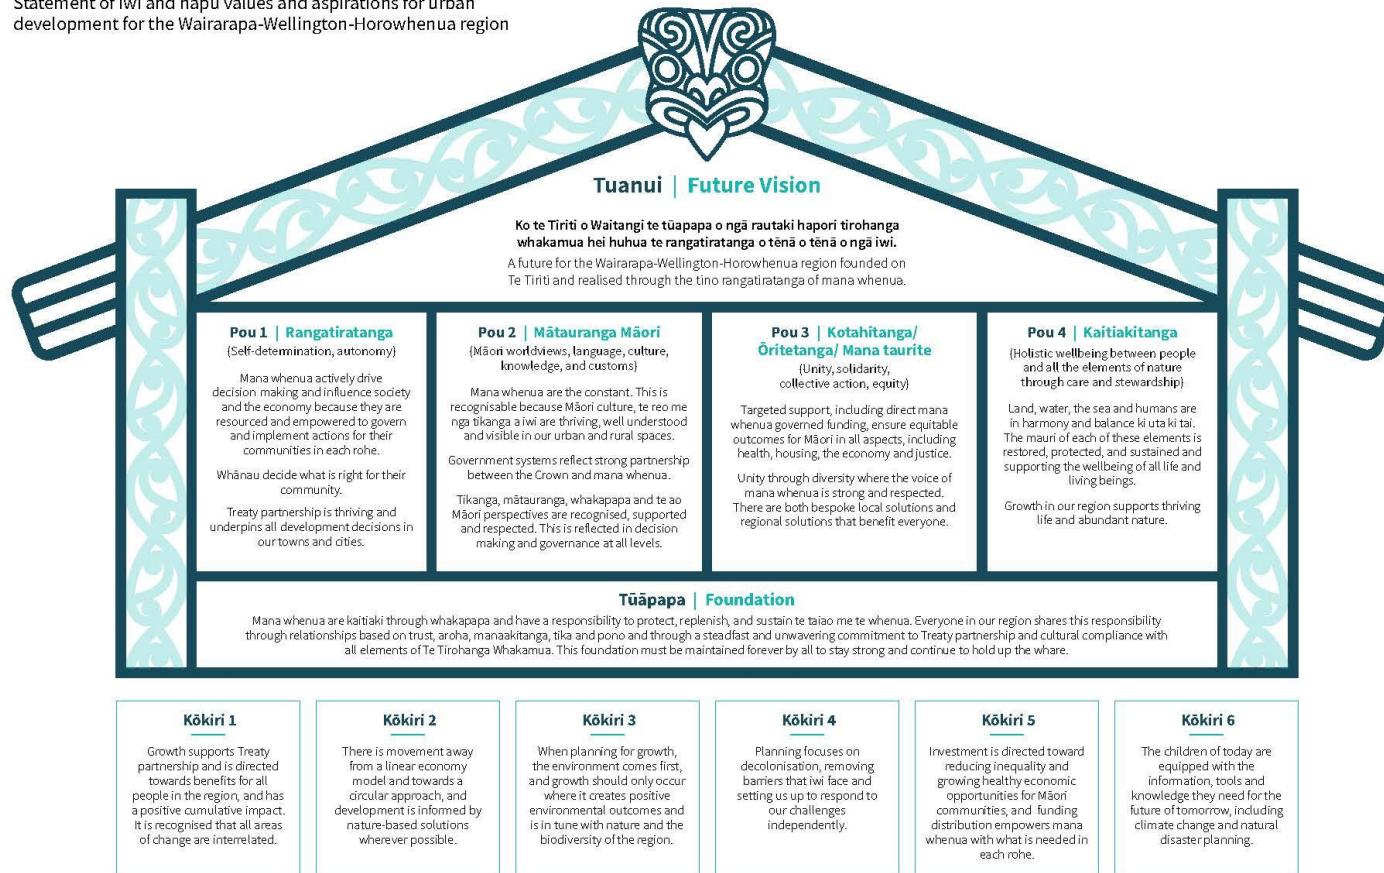 Statement of iwi and hapū values and aspirations for urban
development for the Wairarapa-Wellington-Horowhenua region
Tuanui | Future Vision
Ko te Tiriti o Waitangi te tūāpapa o ngā rautaki hapori tirohanga
whakamua hei huhua te rangatiratanga o tēnā o tēnā o ngā iwi.
A future for the Wairarapa-Wellington-Horowhenua region founded on
Te Tiriti and realised through the tino rangatiratanga of mana whenua.
Pou 1 | Rangatiratanga
{Self-determination, autonomy}
Mana whenua actively drive
decision making and influence society
and the economy because they are
resourced and empowered to govern
and implement actions for their
communities in each rohe.
Whānau decide what is right for their
community.
Treaty partnership is thriving and
underpins all development decisions in
our towns and cities.
Pou 2 | Mātauranga Māori
{Māori worldviews, language, culture,
knowledge, and customs}
Mana whenua are the constant. This is
recognisable because Māori culture, te reo me
nga tikanga a iwi are thriving, well understood
and visible in our urban and rural spaces.
Government systems reflect strong partnership
between the Crown and mana whenua.
Tikanga, mātauranga, whakapapa and te ao
Māori perspectives are recognised, supported
and respected. This is reflected in decision
making and governance at all levels.
Pou 3 | Kotahitanga/
Ōritetanga/ Mana taurite
{Unity, solidarity,
collective action, equity}
Targeted support, including direct mana
whenua governed funding, ensure equitable
outcomes for Māori in all aspects, including
health, housing, the economy and justice.
Unity through diversity where the voice of
mana whenua is strong and respected.
There are both bespoke local solutions and
regional solutions that benefit everyone.
Pou 4 | Kaitiakitanga
{Holistic wellbeing between people
and all the elements of nature
through care and stewardship}
Land, water, the sea and humans are
in harmony and balance ki uta ki tai.
The mauri of each of these elements is
restored, protected, and sustained and
supporting the wellbeing of all life and
living beings.
Growth in our region supports thriving
life and abundant nature.
Tūāpapa | Foundation
Mana whenua are kaitiaki through whakapapa and have a responsibility to protect, replenish, and sustain te taiao me te whenua. Everyone in our region shares this responsibility
through relationships based on trust, aroha, manaakitanga, tika and pono and through a steadfast and unwavering commitment to Treaty partnership and cultural compliance with
all elements of Te Tirohanga Whakamua. This foundation must be maintained forever by all to stay strong and continue to hold up the whare.
Kōkiri 1
Growth supports Treaty
partnership and is directed
towards benefits for all
people in the region, and has
a positive cumulative impact.
It is recognised that all areas
of change are interrelated.
Kōkiri 2
There is movement away
from a linear economy
model and towards a
circular approach, and
development is informed by
nature-based solutions
wherever possible.
Kōkiri 3
When planning for growth,
the environment comes first,
and growth should only occur
where it creates positive
environmental outcomes and
is in tune with nature and the
biodiversity of the region.
Kōkiri 4
Planning focuses on
decolonisation, removing
barriers that iwi face and
setting us up to respond to
our challenges
independently.
Kōkiri 5
Investment is directed toward
reducing inequality and
growing healthy economic
opportunities for Māori
communities, and funding
distribution empowers mana
whenua with what is needed in
each rohe.
Kōkiri 6
The children of today are
equipped with the
information, tools and
knowledge they need for the
future of tomorrow, including
climate change and natural
disaster planning.